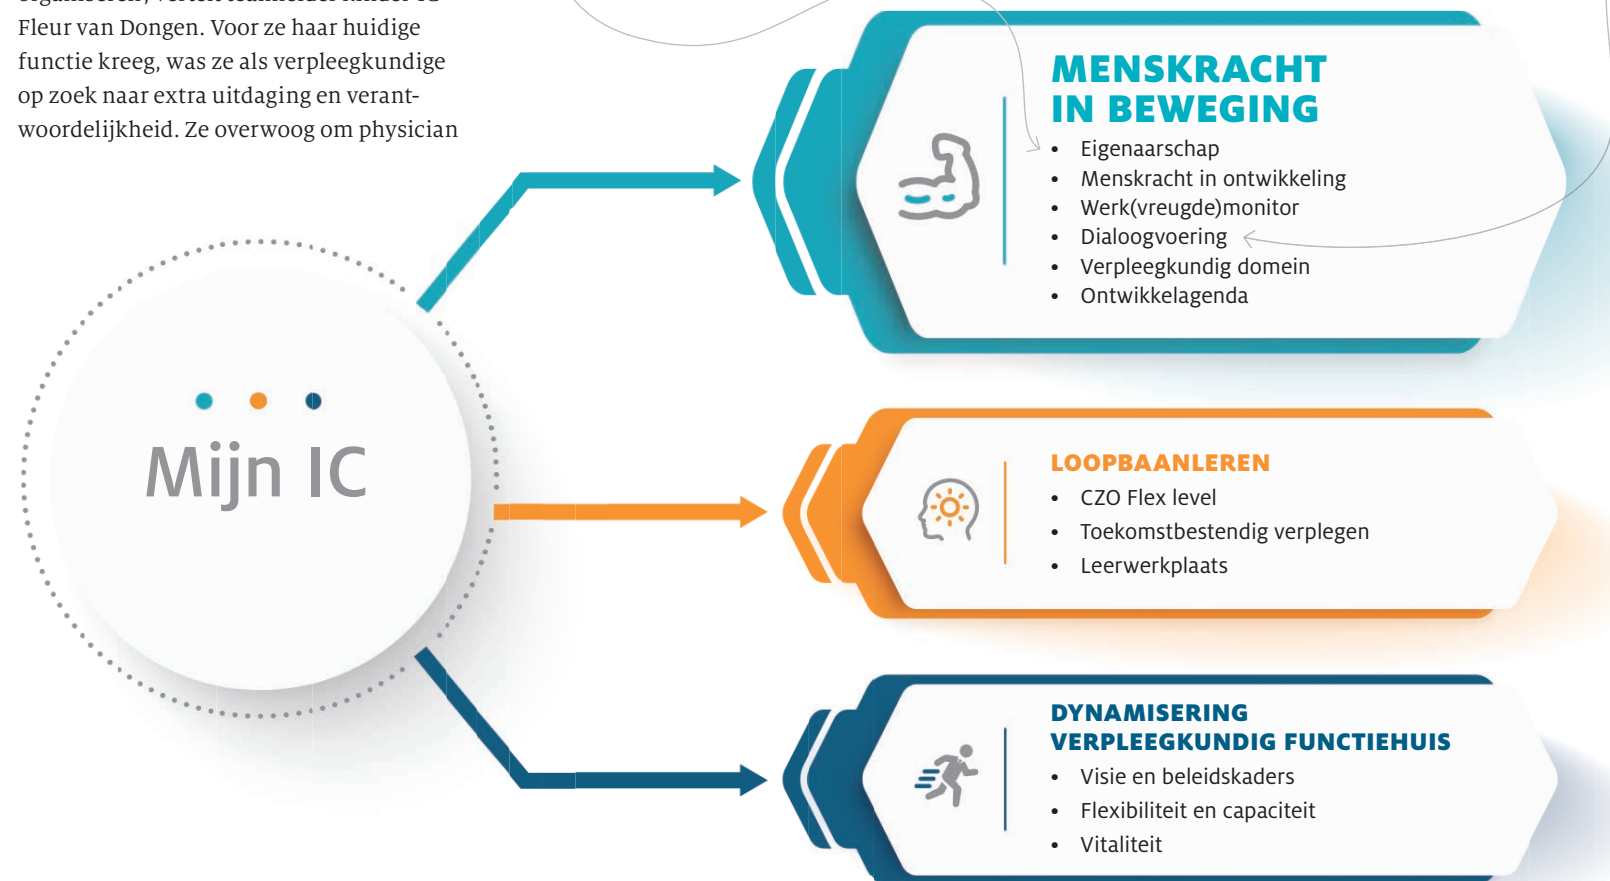 Fleur van Dongen. Voor ze haar huidige
functie kreeg, was ze als verpleegkundige
op zoek naar extra uitdaging en verant-
woordelijkheid. Ze overwoog om physician
Mijn IC
MENSKRACHT
IN BEWEGING
• Eigenaarschap
• Menskracht in ontwikkeling
• Werk(vreugde)monitor
• Dialoogvoering
• Verpleegkundig domein
• Ontwikkelagenda
LOOPBAANLEREN
• CZO Flex level
• Toekomstbestendig verplegen
• Leerwerkplaats
DYNAMISERING
VERPLEEGKUNDIG FUNCTIEHUIS
• Visie en beleidskaders
• Flexibiliteit en capaciteit
• Vitaliteit